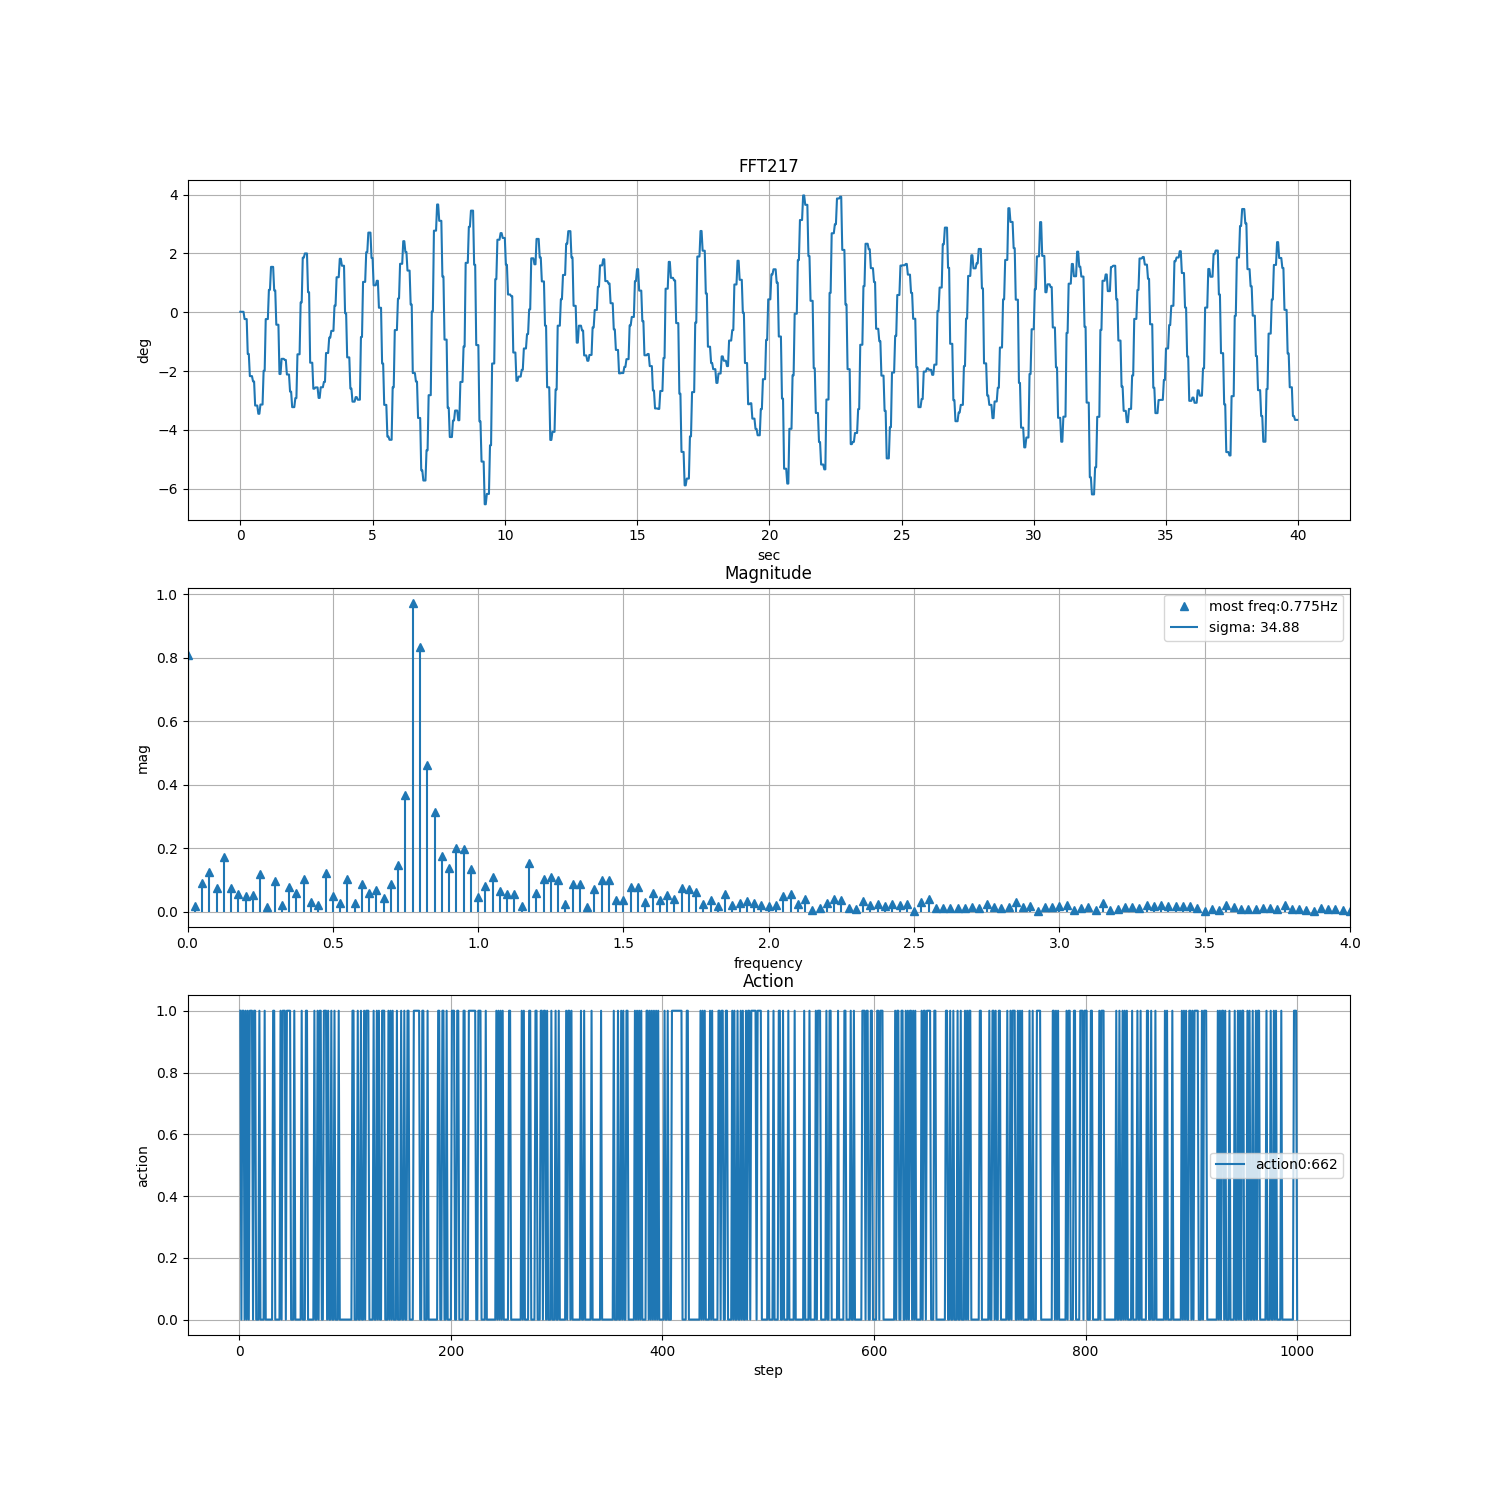 FFT217
4
2
0
−2
−4
−6
deg
0 5 10 15 20 25 30 35 40
sec
Magnitude
1.0
0.8
0.6
0.4
0.2
0.0
mag
most freq:0.775Hz
sigma: 34.88
0.0 0.5 1.0 1.5 2.0 2.5 3.0 3.5 4.0
frequency
Action
1.0
0.8
0.6
0.4
0.2
0.0
action
action0:662
0 200 400 600 800 1000
step